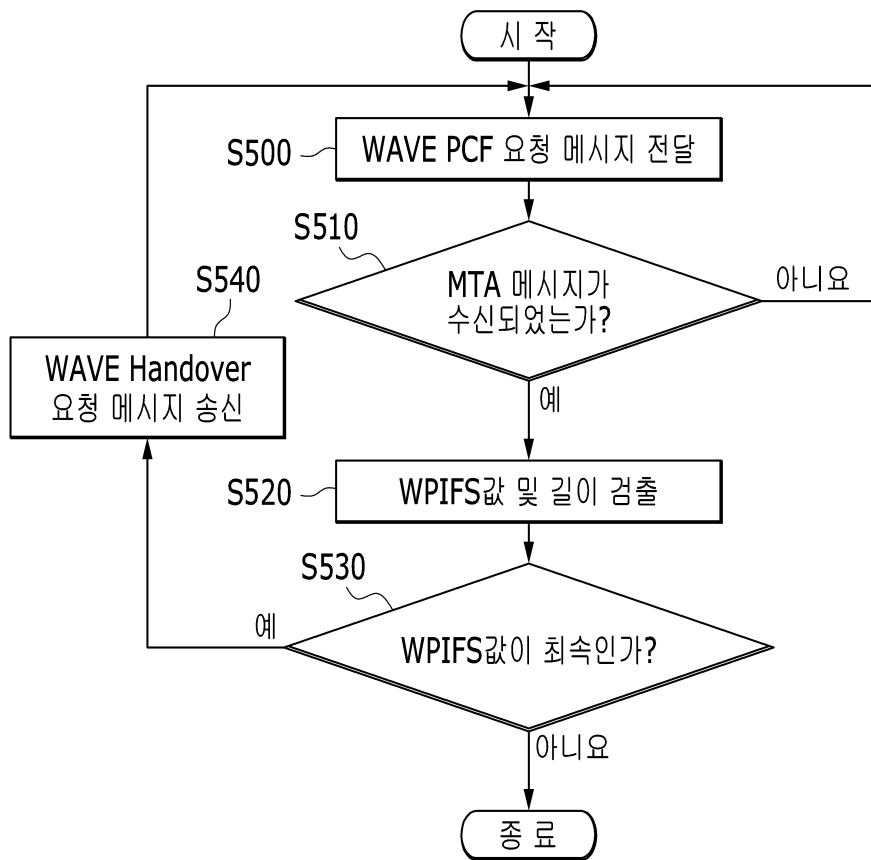 시 작
S500
WAVE PCF 요청 메시지 전달
S510
MTA 메시지가
수신되었는가?
아니요
S540
WAVE Handover
요청 메시지 송신
예
S520
WPIFS값 및 길이 검출
S530
예
WPIFS값이 최속인가?
아니요
종 료